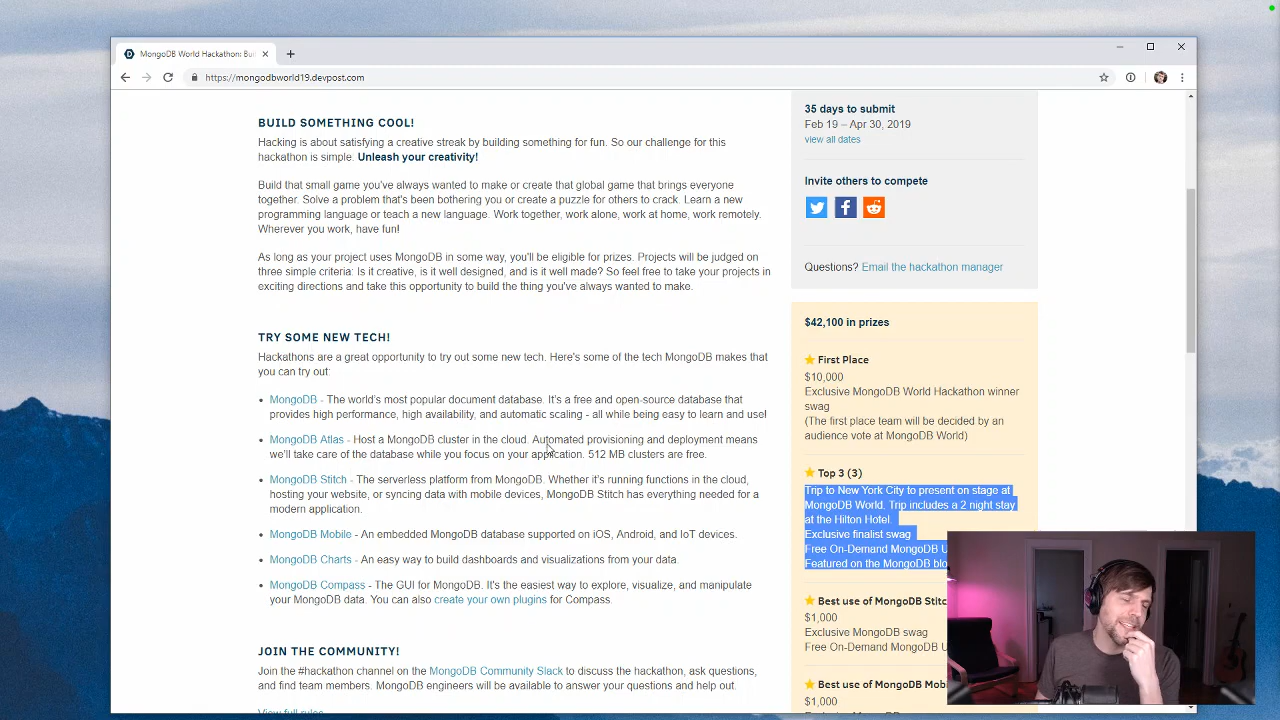 MongoDB World Hackathon: Bui
https://mongodbworld19.devpost.com
BUILD SOMETHING COOL!
Hacking is about satisfying a creative streak by building something for fun. So our challenge for this
hackathon is simple: Unleash your creativity!
Build that small game you've always wanted to make or create that global game that brings everyone
together. Solve a problem that's been bothering you or create a puzzle for others to crack. Learn a new
programming language or teach a new language. Work together, work alone, work at home, work remotely.
Wherever you work, have fun!
As long as your project uses MongoDB in some way, you'll be eligible for prizes. Projects will be judged on
three simple criteria: Is it creative, is it well designed, and is it well made? So feel free to take your projects in
exciting directions and take this opportunity to build the thing you've always wanted to make.
TRY SOME NEW TECH!
Hackathons are a great opportunity to try out some new tech. Here's some of the tech MongoDB makes that
you can try out:
MongoDB - The world's most popular document database. It's a free and open-source database that
provides high performance, high availability, and automatic scaling - all while being easy to learn and use!
MongoDB Atlas - Host a MongoDB cluster in the cloud. Automated provisioning and deployment means
we'll take care of the database while you focus on your application. 512 MB clusters are free.
MongoDB Stitch - The serverless platform from MongoDB. Whether it's running functions in the cloud,
hosting your website, or syncing data with mobile devices, MongoDB Stitch has everything needed for a
modern application.
MongoDB Mobile - An embedded MongoDB database supported on iOS, Android, and IoT devices.
MongoDB Charts - An easy way to build dashboards and visualizations from your data.
MongoDB Compass - The GUI for MongoDB. It's the easiest way to explore, visualize, and manipulate
your MongoDB data. You can also create your own plugins for Compass.
JOIN THE COMMUNITY!
Join the #hackathon channel on the MongoDB Community Slack to discuss the hackathon, ask questions,
and find team members. MongoDB engineers will be available to answer your questions and help out.
View full rules
35 days to submit
Feb 19 – Apr 30, 2019
view all dates
Invite others to compete
Questions? Email the hackathon manager
$42,100 in prizes
First Place
$10,000
Exclusive MongoDB World Hackathon winner
swag
(The first place team will be decided by an
audience vote at MongoDB World)
Top 3 (3)
Trip to New York City to present on stage at
MongoDB World. Trip includes a 2 night stay
at the Hilton Hotel.
Exclusive finalist swag
Free On-Demand MongoDB U
Featured on the MongoDB blo
Best use of MongoDB Stitc
$1,000
Exclusive MongoDB swag
Free On-Demand MongoDB U
Best use of MongoDB Mob
$1,000